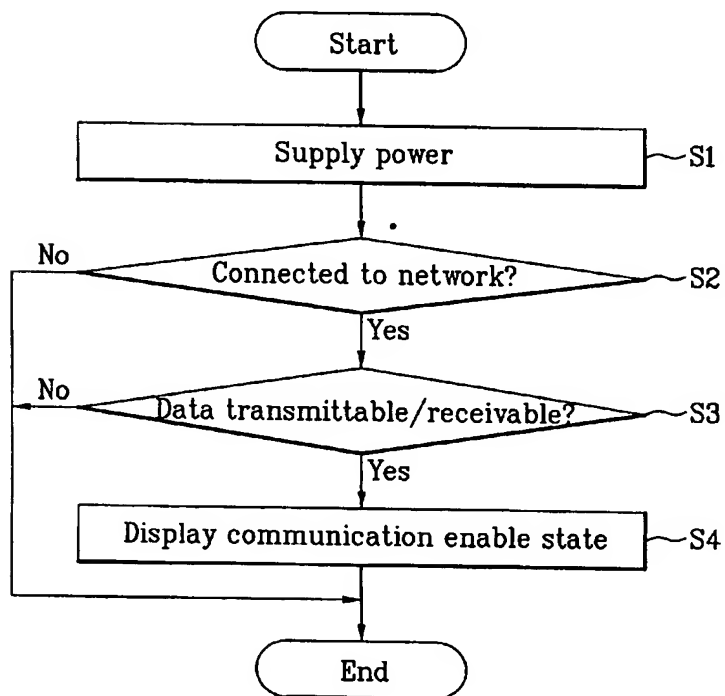 Start
Supply power
S1
No
Connected to network?
S2
Yes
No
Data transmittable/receivable?
S3
Yes
Display communication enable state
S4
End